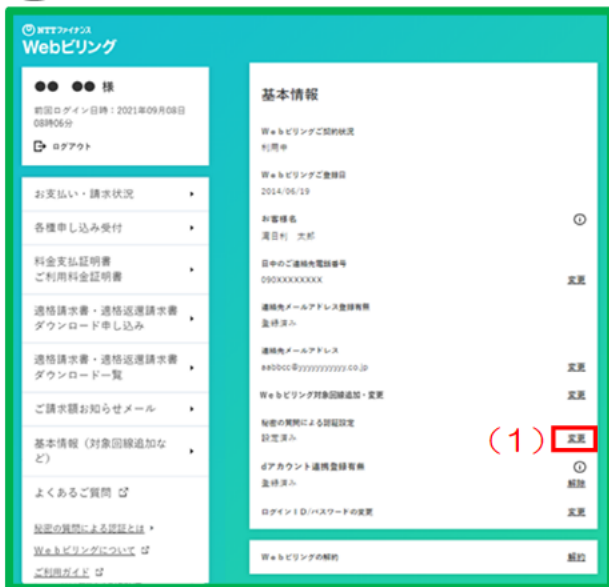 NTTファイナンス
Webビリング
●● ●● 様
前回ログイン日時：2021年09月08日
08時06分
ログアウト
お支払い・請求状況
各種申し込み受付
料金支払証明書
ご利用料金証明書
適格請求書・適格返還請求書
ダウンロード申し込み
適格請求書・適格返還請求書
ダウンロード一覧
ご請求額お知らせメール
基本情報（対象回線追加な
ど）
よくあるご質問
秘密の質問による認証とは
Ｗｅｂビリングについて
ご利用ガイド
基本情報
Ｗｅｂビリングご契約状況
利用中
Ｗｅｂビリングご登録日
2014/06/19
お客様名
太郎
日中のご連絡先電話番号
090XXXXXXXX
変更
連絡先メールアドレス登録有無
登録済み
連絡先メールアドレス
aabbcc@yyyyyyyyyyy.co.jp
変更
Ｗｅｂビリング対象回線追加・変更
変更
秘密の質問による認証設定
設定済み
（１）
変更
dアカウント連携登録有無
登録済み
解除
ログインＩＤ/パスワードの変更
変更
Ｗｅｂビリングの解約
解約